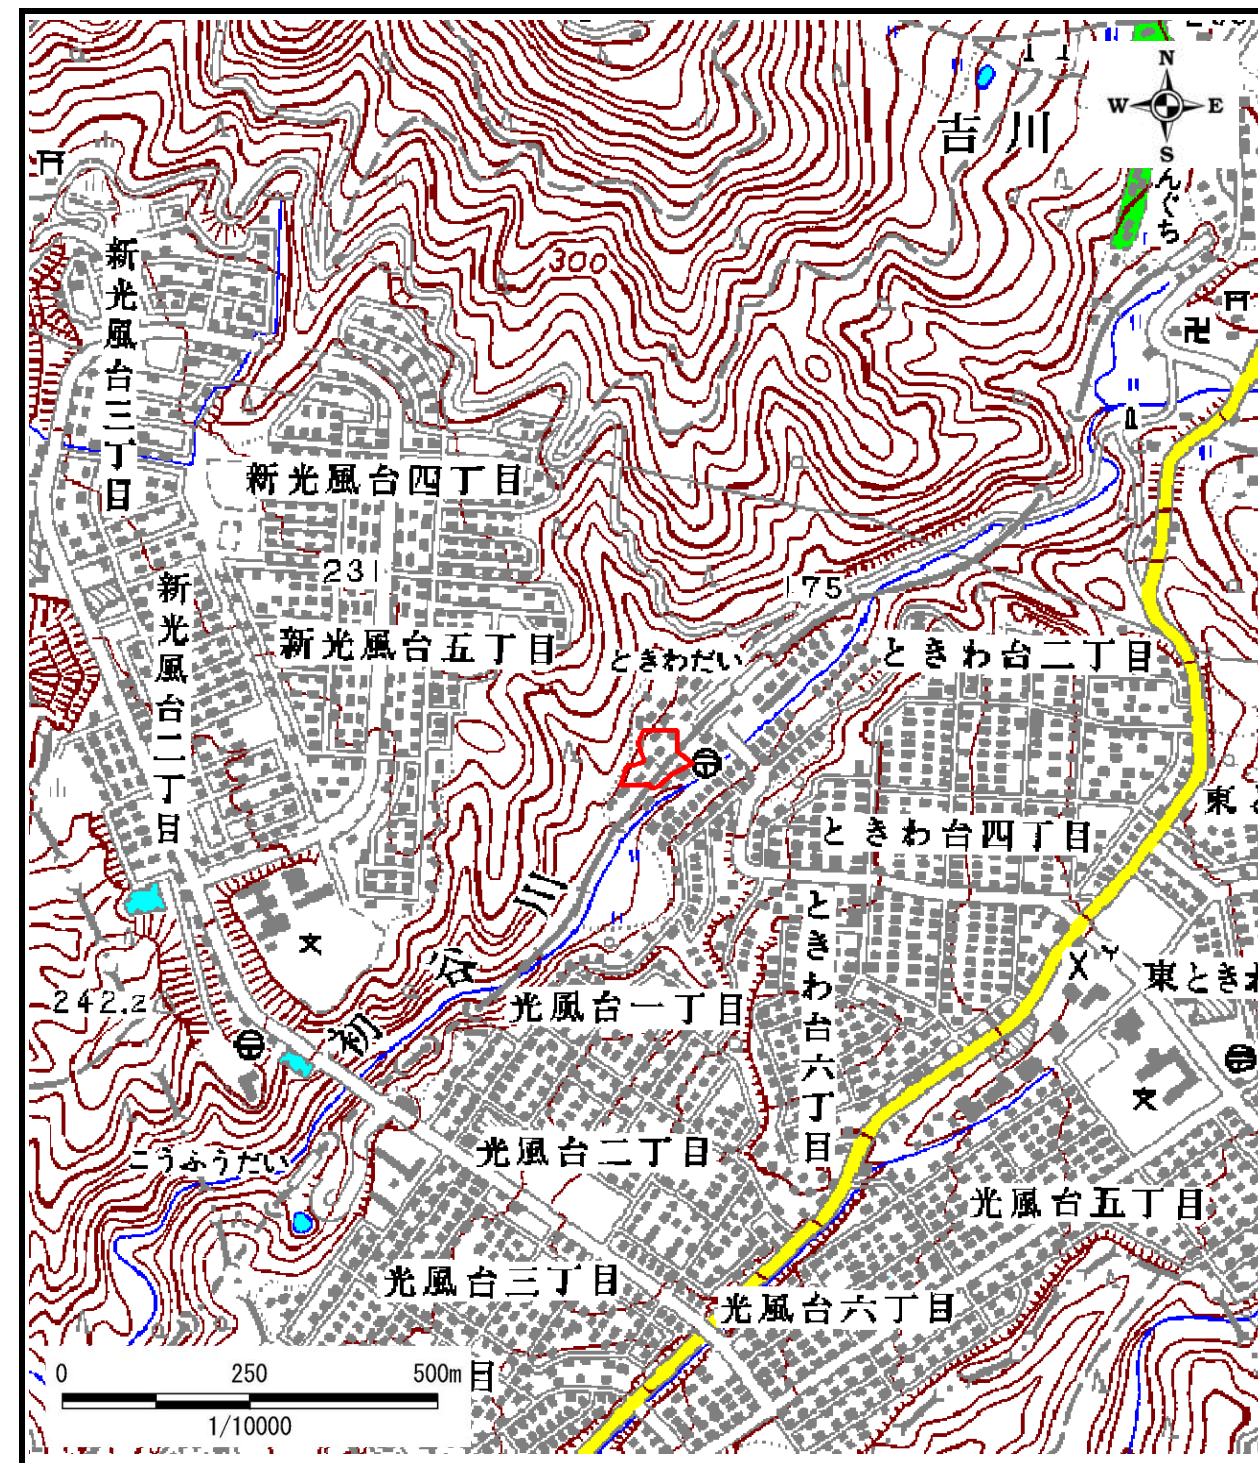 N
W E
S
吉川
んぐち
300
新光風台三丁目
新光風台四丁目
231
175
新光風台二丁目
新光風台五丁目
ときわだい
ときわ台二丁目
東
ときわ台四丁目
ときわ台六丁目
初谷川
242.2
光風台一丁目
東ときわ
こうふうだい
光風台二丁目
光風台五丁目
光風台三丁目
光風台六丁目
目
0 250 500m
1/10000